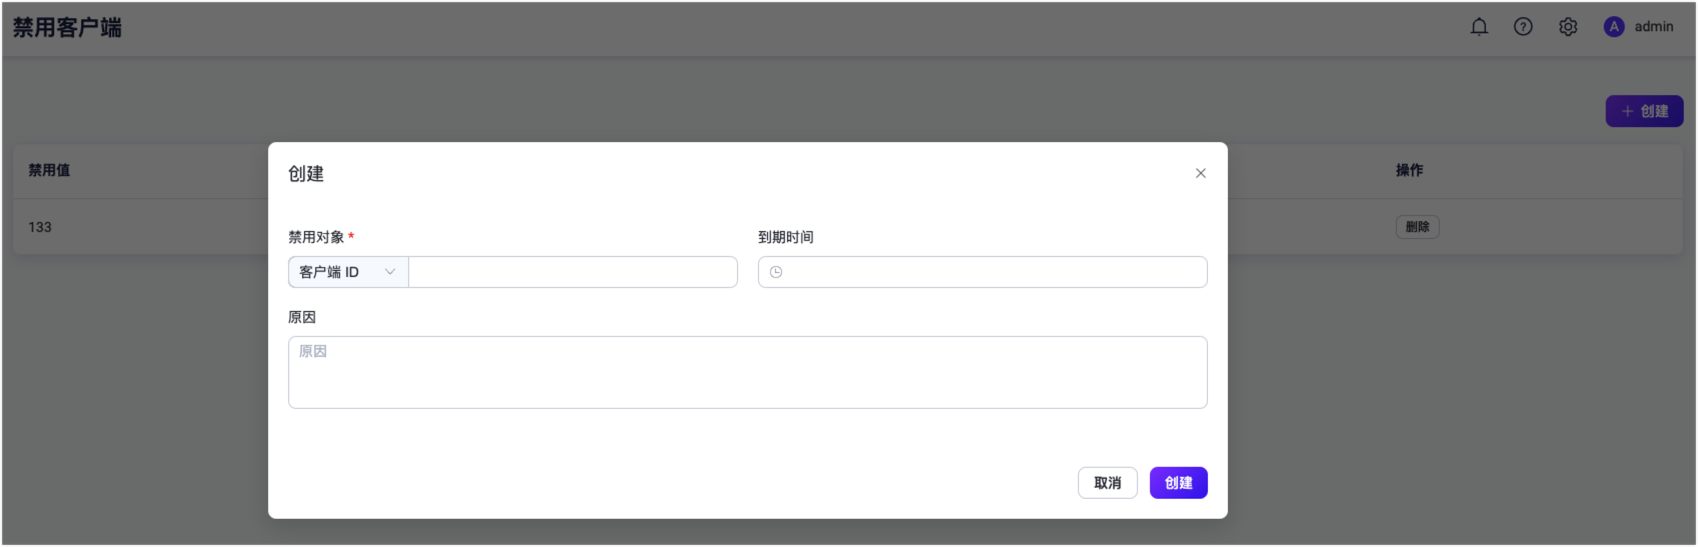 禁用客户端
A admin
+ 创建
禁用值
操作
133
删除
创建
禁用对象 *
到期时间
客户端 ID
原因
原因
取消
创建